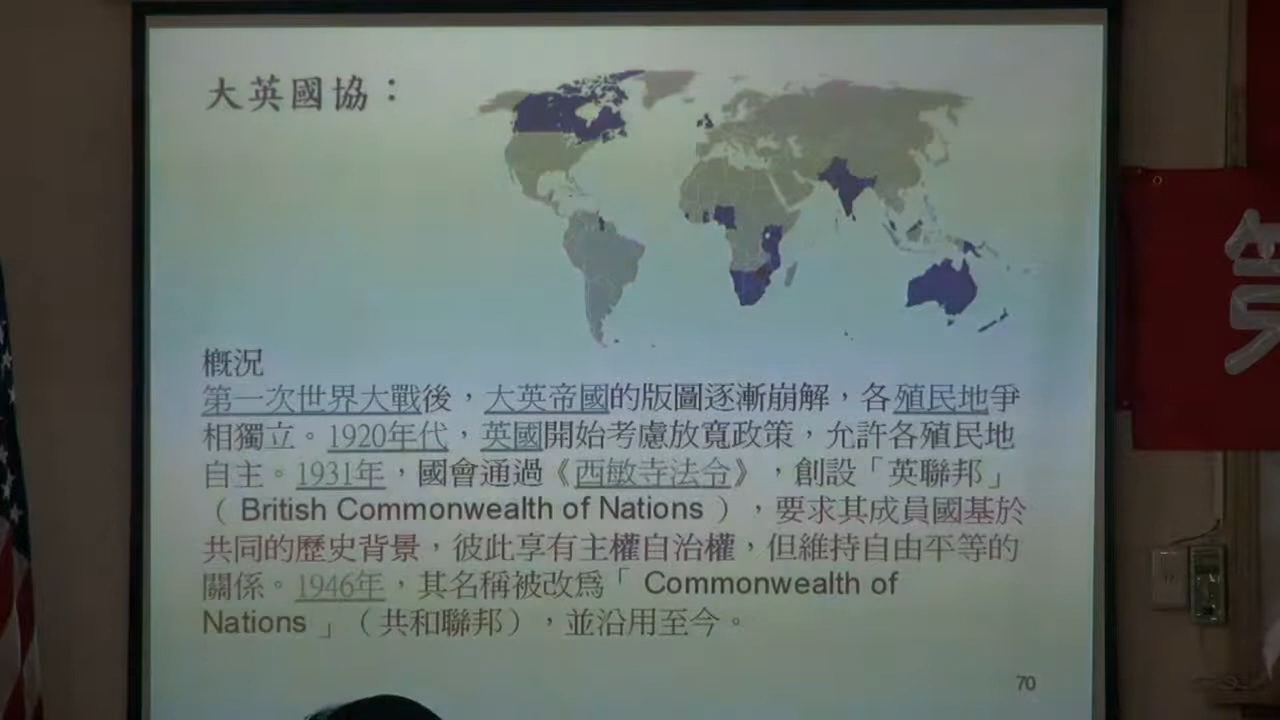 大英國協：
概況
第一次世界大戰後，大英帝國的版圖逐漸崩解，各殖民地爭
相獨立。1920年代，英國開始考慮放寬政策，允許各殖民地
自主。1931年，國會通過《西敏寺法令》，創設「英聯邦」
（ British Commonwealth of Nations ），要求其成員國基於
共同的歷史背景，彼此享有主權自治權，但維持自由平等的
關係。1946年，其名稱被改為「 Commonwealth of
Nations 」（共和聯邦），並沿用至今。
70
第